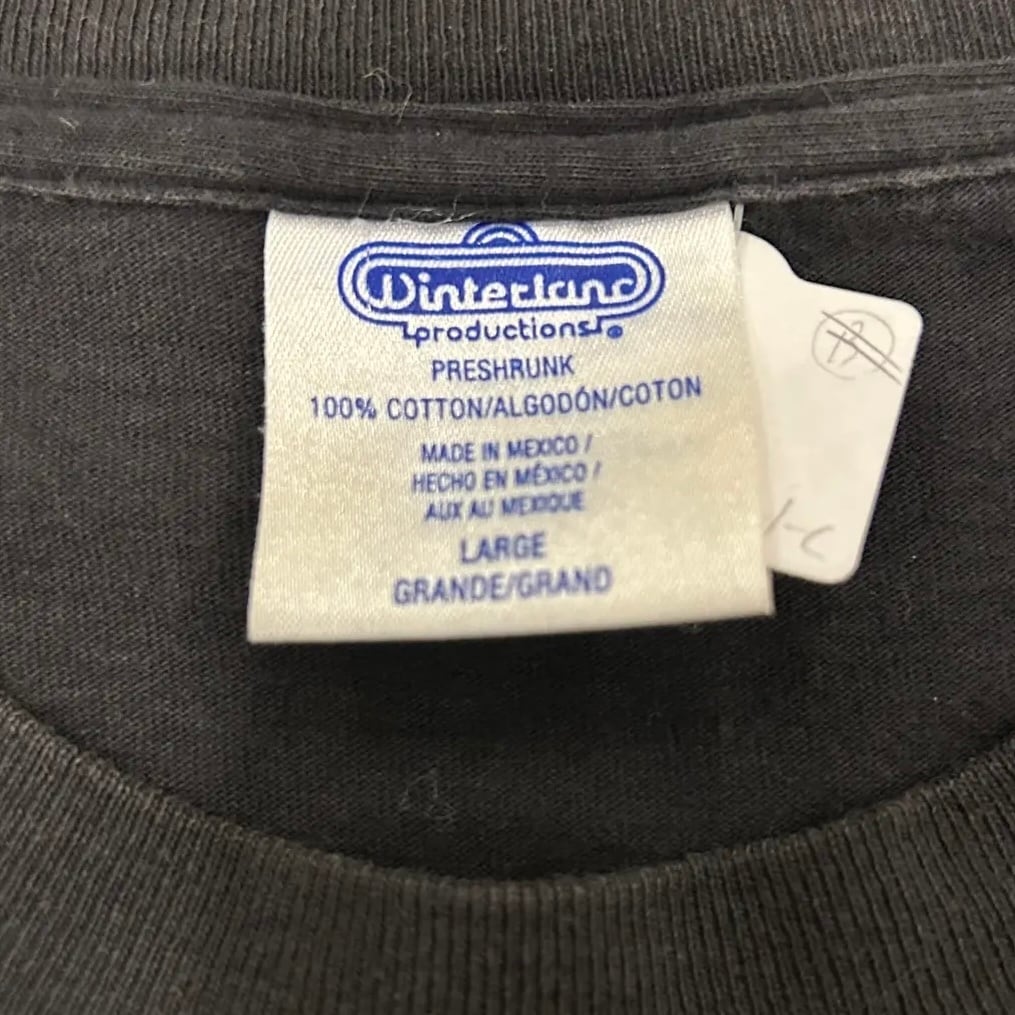 Winterland
productions®
PRESHRUNK
100% COTTON/ALGODÓN/COTON
MADE IN MEXICO /
HECHO EN MÉXICO /
AUX AU MEXIQUE
LARGE
GRANDE/GRAND